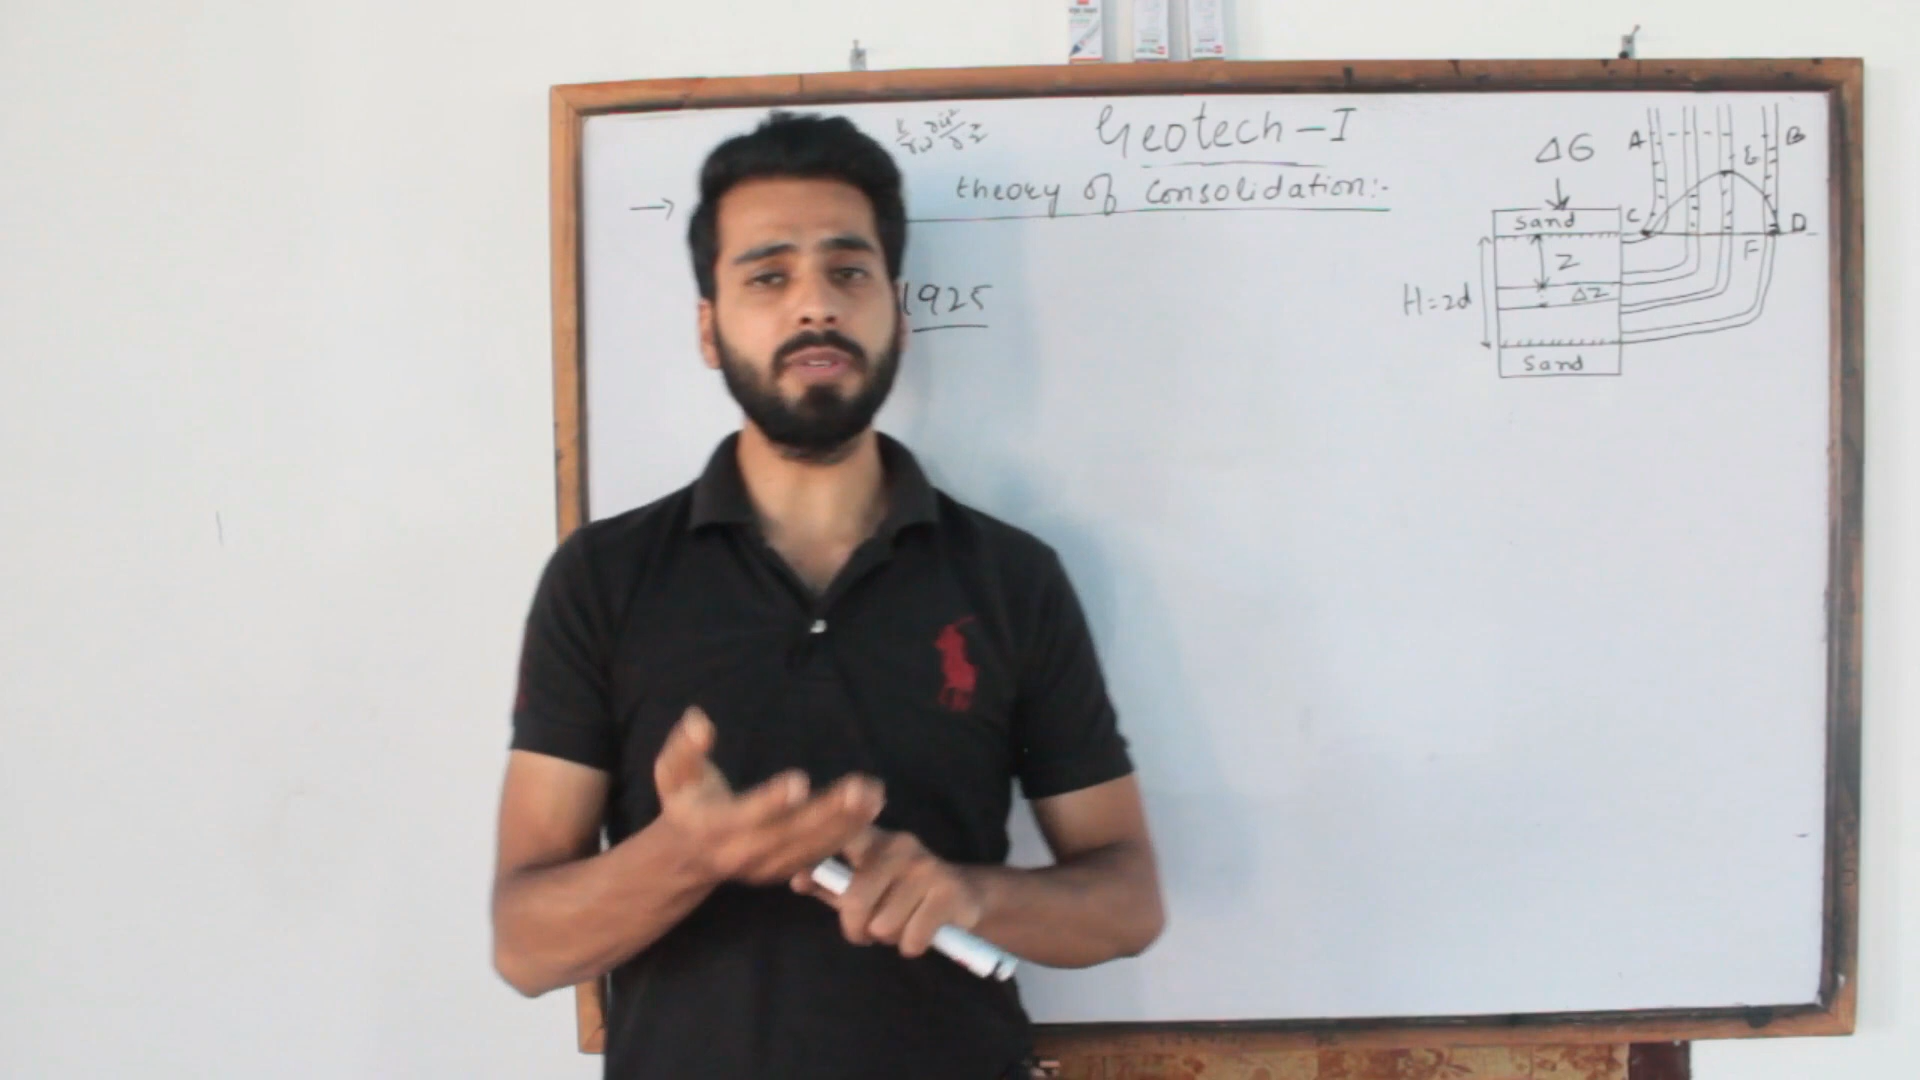 Geotech-I
→ theory of Consolidation:-
1925
ΔG
A
B
E
Sand
C
D
F
Z
H=2d
ΔZ
Sand